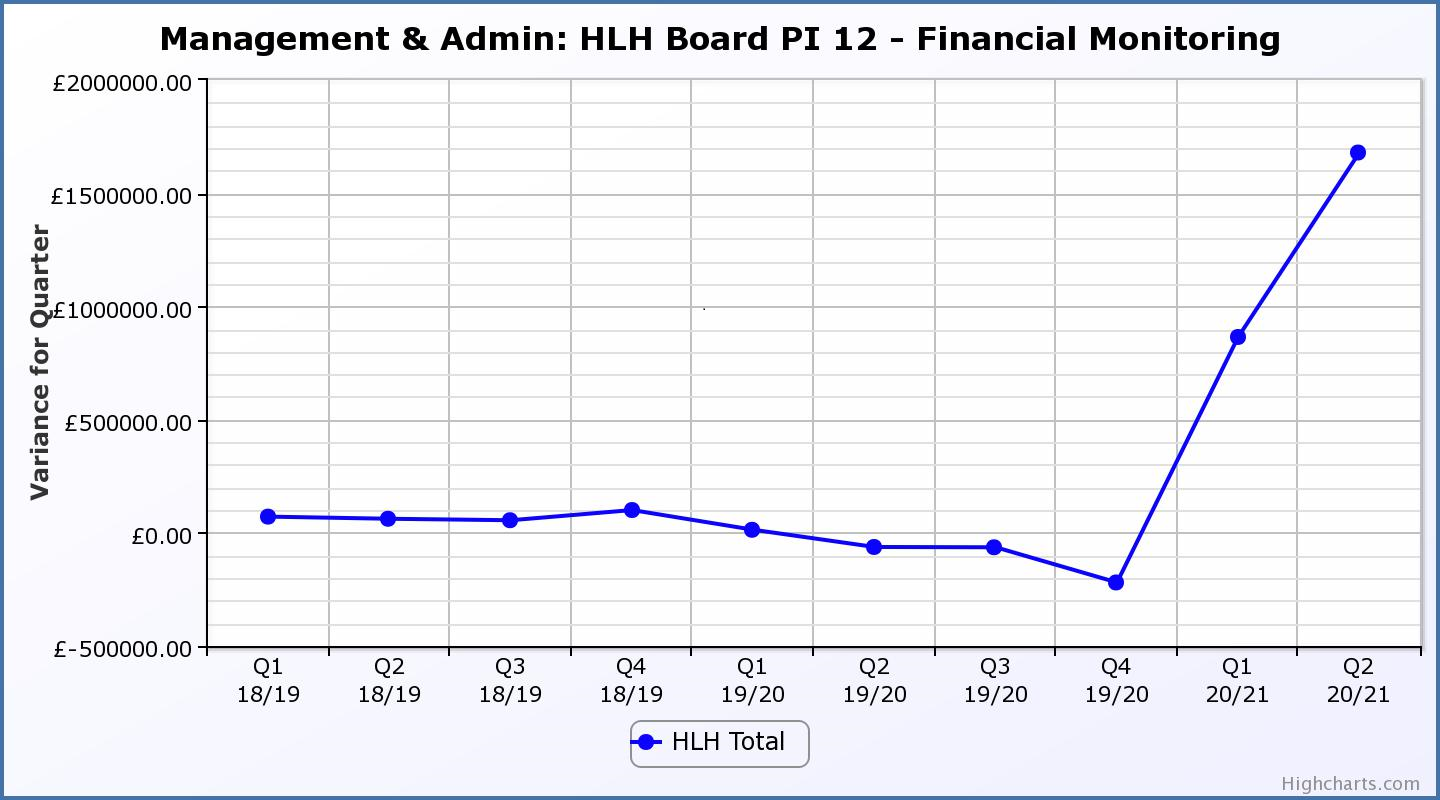 Management & Admin: HLH Board PI 12 - Financial Monitoring
Variance for Quarter
£2000000.00
£1500000.00
£1000000.00
£500000.00
£0.00
£-500000.00
Q1 Q2 Q3 Q4 Q1 Q2 Q3 Q4 Q1 Q2
18/19 18/19 18/19 18/19 19/20 19/20 19/20 19/20 20/21 20/21
HLH Total
Highcharts.com